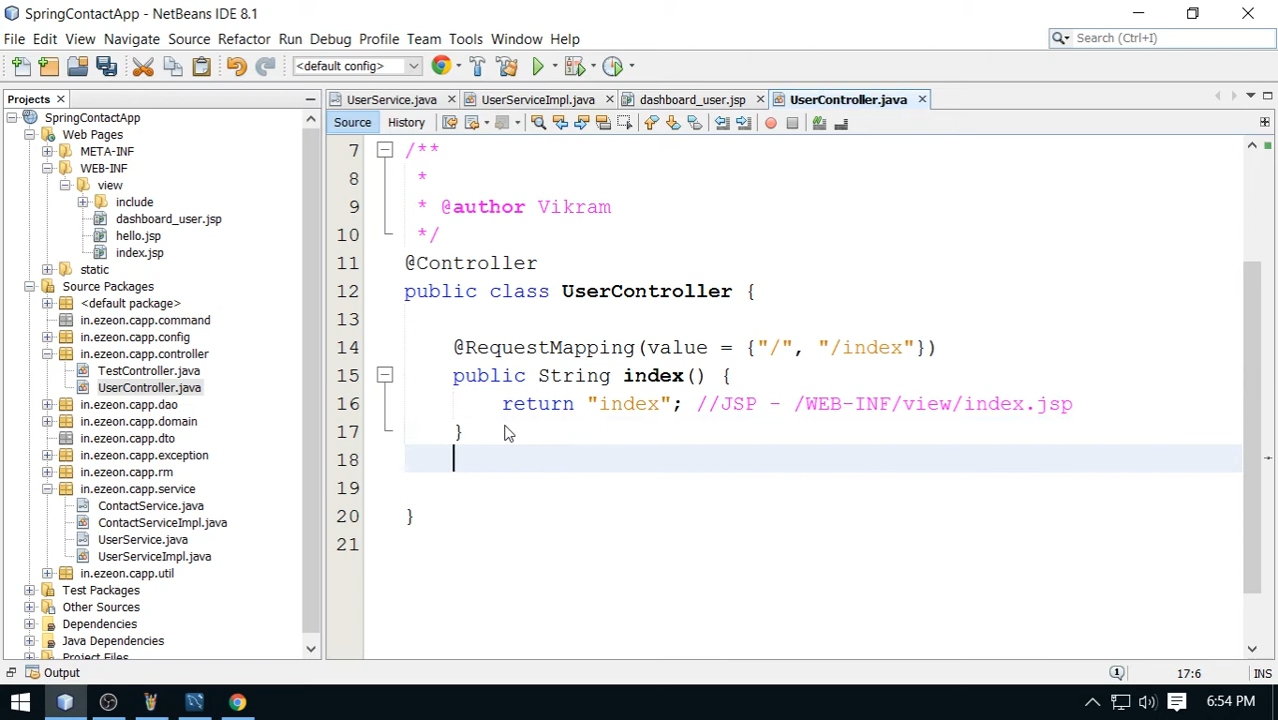 SpringContactApp - NetBeans IDE 8.1
File Edit View Navigate Source Refactor Run Debug Profile Team Tools Window Help
Search (Ctrl+I)
<default config>
Projects
UserService.java
UserServiceImpl.java
dashboard_user.jsp
UserController.java
Source
History
SpringContactApp
Web Pages
META-INF
WEB-INF
view
include
dashboard_user.jsp
hello.jsp
index.jsp
static
Source Packages
<default package>
in.ezeon.capp.command
in.ezeon.capp.config
in.ezeon.capp.controller
TestController.java
UserController.java
in.ezeon.capp.dao
in.ezeon.capp.domain
in.ezeon.capp.dto
in.ezeon.capp.exception
in.ezeon.capp.rm
in.ezeon.capp.service
ContactService.java
ContactServiceImpl.java
UserService.java
UserServiceImpl.java
in.ezeon.capp.util
Test Packages
Other Sources
Dependencies
Java Dependencies
Project Files
7 /**
8 *
9 * @author Vikram
10 */
11 @Controller
12 public class UserController {
13
14 @RequestMapping(value = {"/", "/index"})
15 public String index() {
16 return "index"; //JSP - /WEB-INF/view/index.jsp
17 }
18
19
20 }
21
Output
1
17:6
INS
6:54 PM